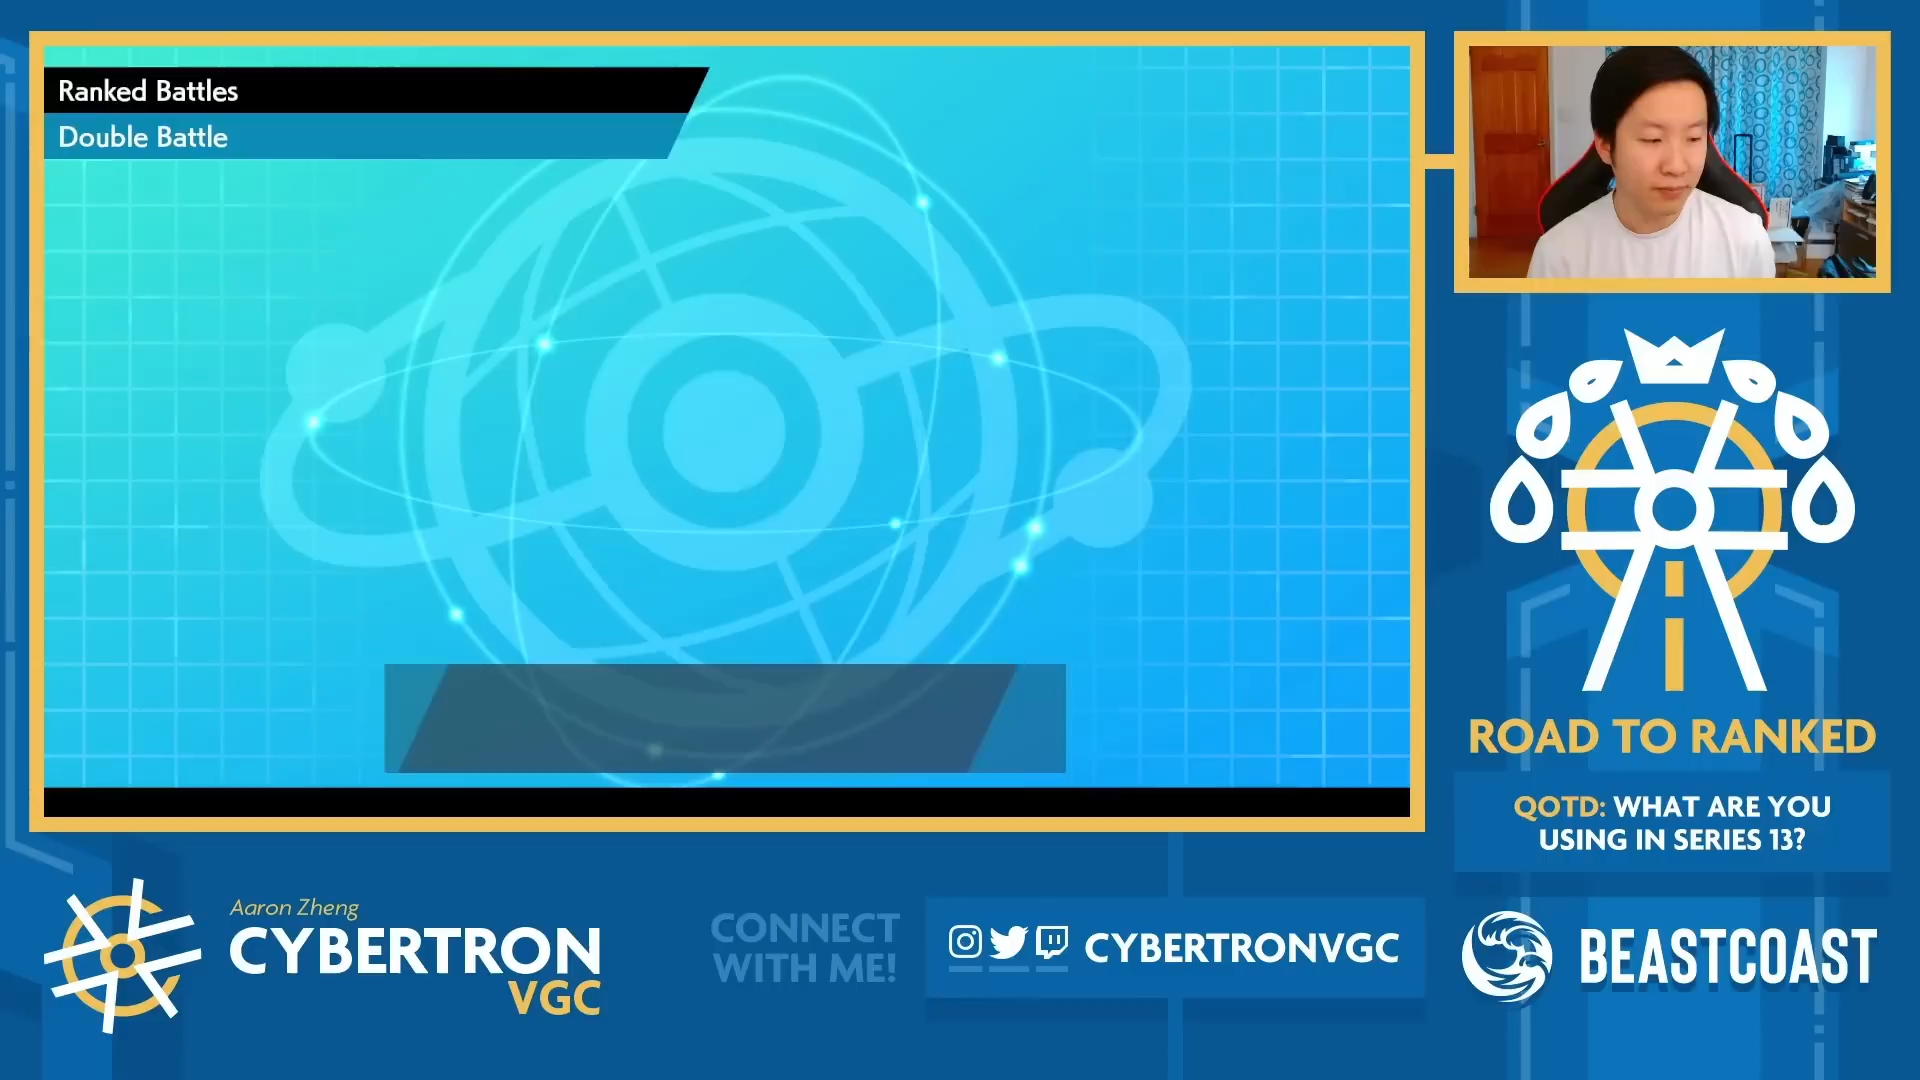 Ranked Battles
Double Battle
ROAD TO RANKED
QOTD: WHAT ARE YOU
USING IN SERIES 13?
Aaron Zheng
CYBERTRON
VGC
CONNECT
WITH ME!
CYBERTRONVGC
BEASTCOAST